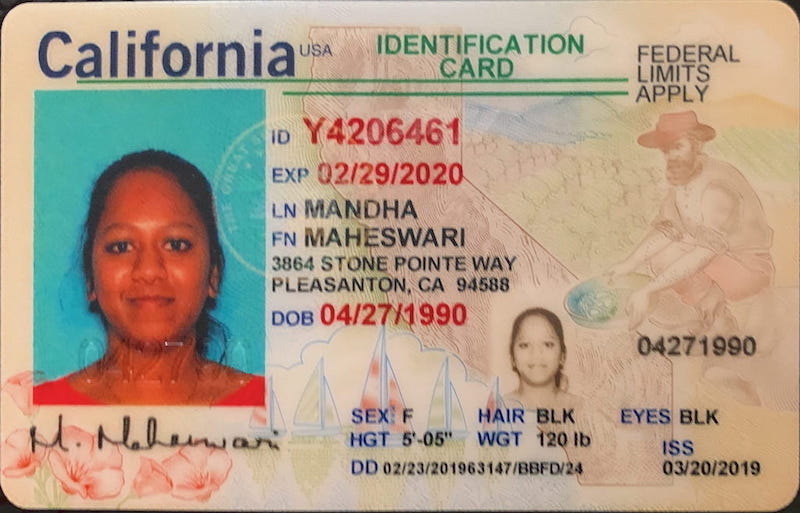 California USA
IDENTIFICATION CARD
FEDERAL LIMITS APPLY
ID Y4206461
EXP 02/29/2020
LN MANDHA
FN MAHESWARI
3864 STONE POINTE WAY
PLEASANTON, CA 94588
DOB 04/27/1990
04271990
SEX F HAIR BLK EYES BLK
HGT 5'-05" WGT 120 lb
ISS
DD 02/23/201963147/BBFD/24 03/20/2019
M. Maheswari